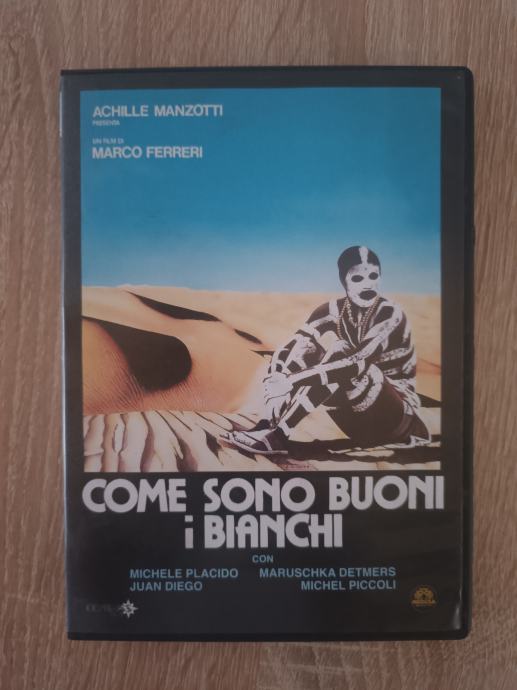 ACHILLE MANZOTTI
PRESENTA
UN FILM DI
MARCO FERRERI
COME SONO BUONI
i BIANCHI
CON
MICHELE PLACIDO MARUSCHKA DETMERS
JUAN DIEGO MICHEL PICCOLI